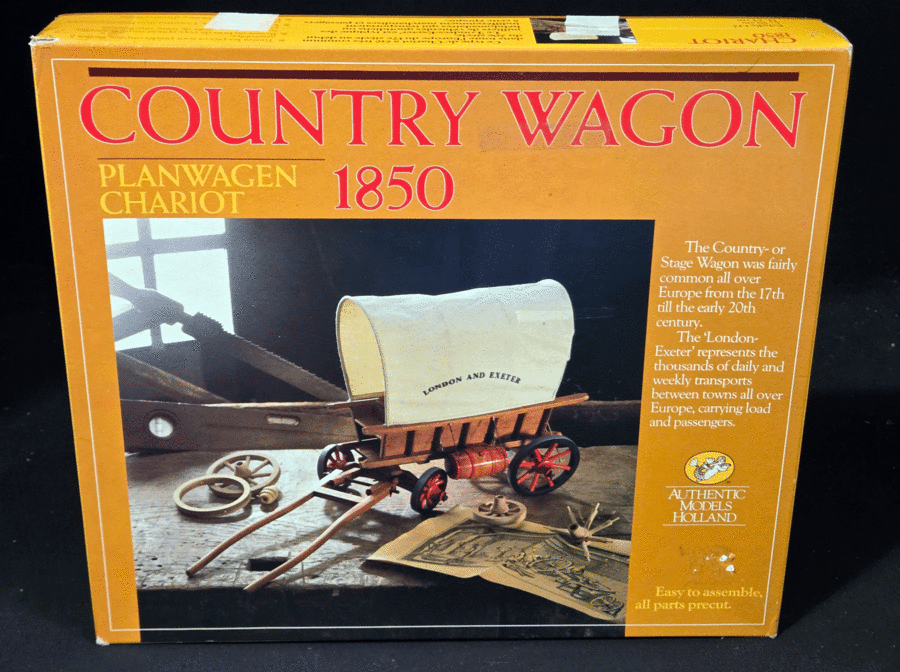 CHARIOT
1850
COUNTRY WAGON
PLANWAGEN
CHARIOT
1850
The Country- or
Stage Wagon was fairly
common all over
Europe from the 17th
till the early 20th
century.
The 'London-
Exeter' represents the
thousands of daily and
weekly transports
between towns all over
Europe, carrying load
and passengers.
LONDON AND EXETER
AUTHENTIC
MODELS
HOLLAND
Easy to assemble,
all parts precut.